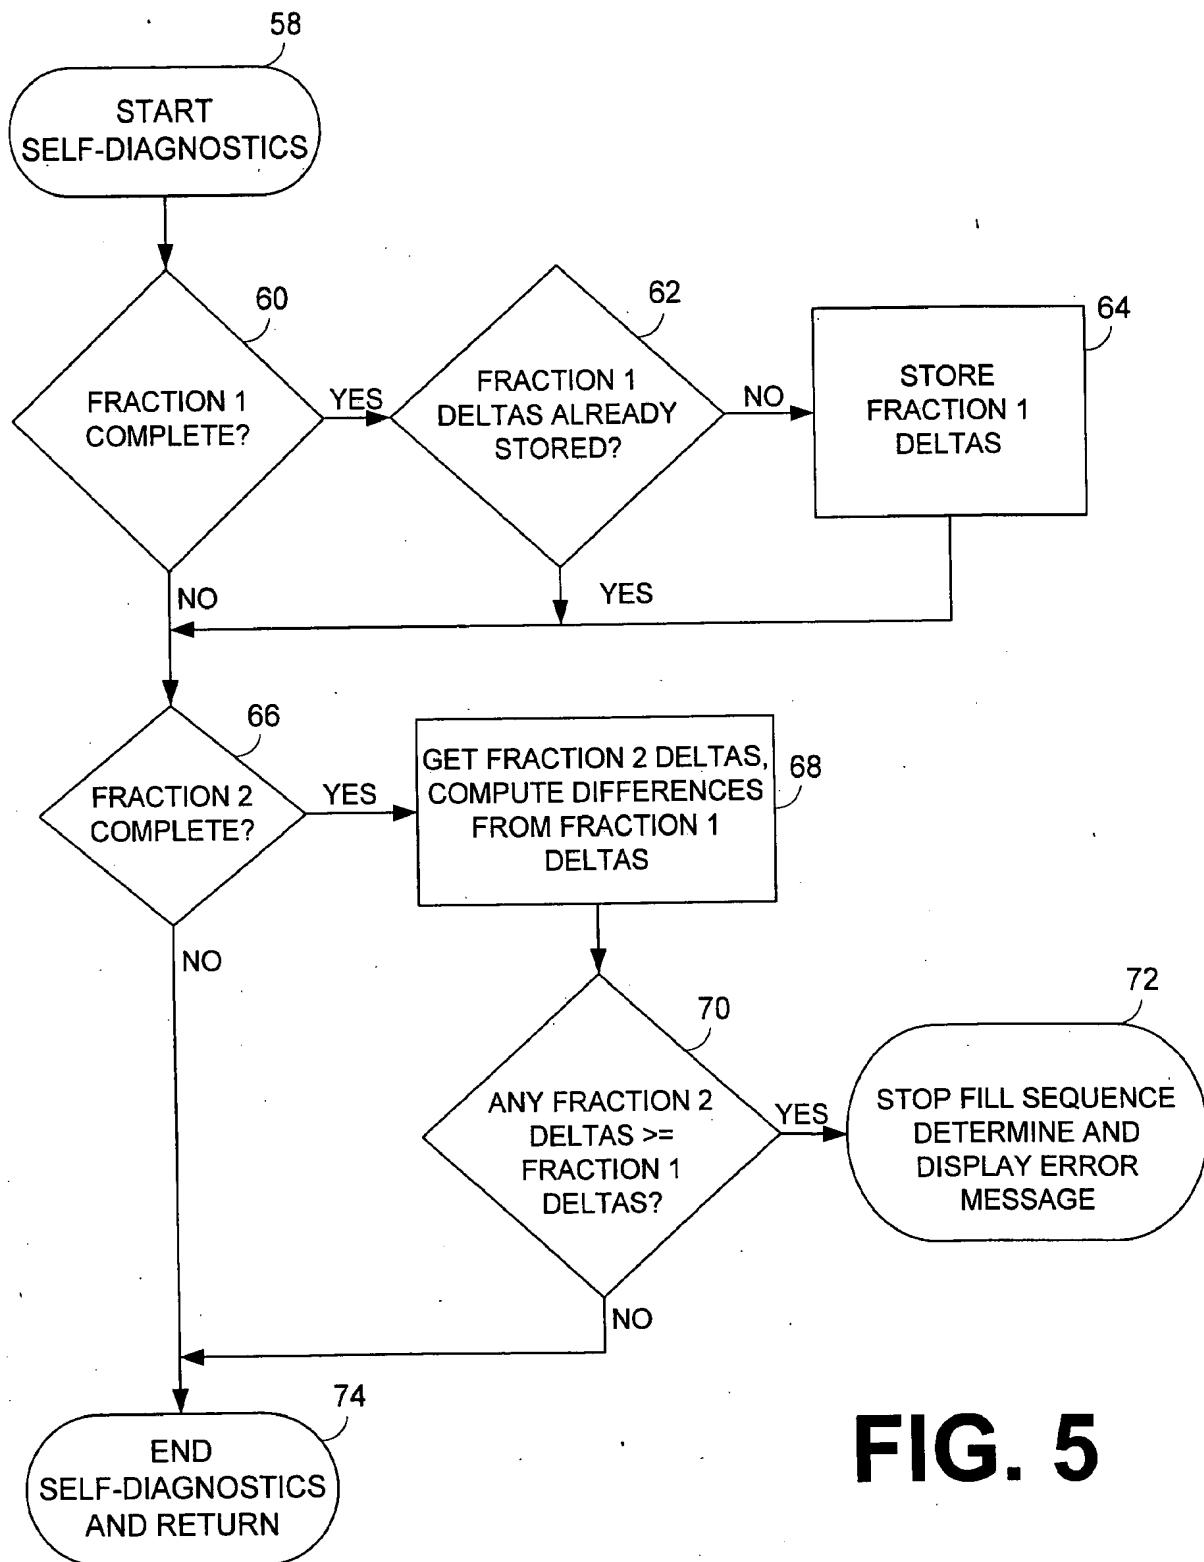 58
START
SELF-DIAGNOSTICS
60
FRACTION 1
COMPLETE?
YES
62
FRACTION 1
DELTAS ALREADY
STORED?
NO
64
STORE
FRACTION 1
DELTAS
NO
YES
66
FRACTION 2
COMPLETE?
YES
GET FRACTION 2 DELTAS,
COMPUTE DIFFERENCES
FROM FRACTION 1
DELTAS
68
NO
70
ANY FRACTION 2
DELTAS >=
FRACTION 1
DELTAS?
YES
72
STOP FILL SEQUENCE
DETERMINE AND
DISPLAY ERROR
MESSAGE
NO
74
END
SELF-DIAGNOSTICS
AND RETURN
FIG. 5